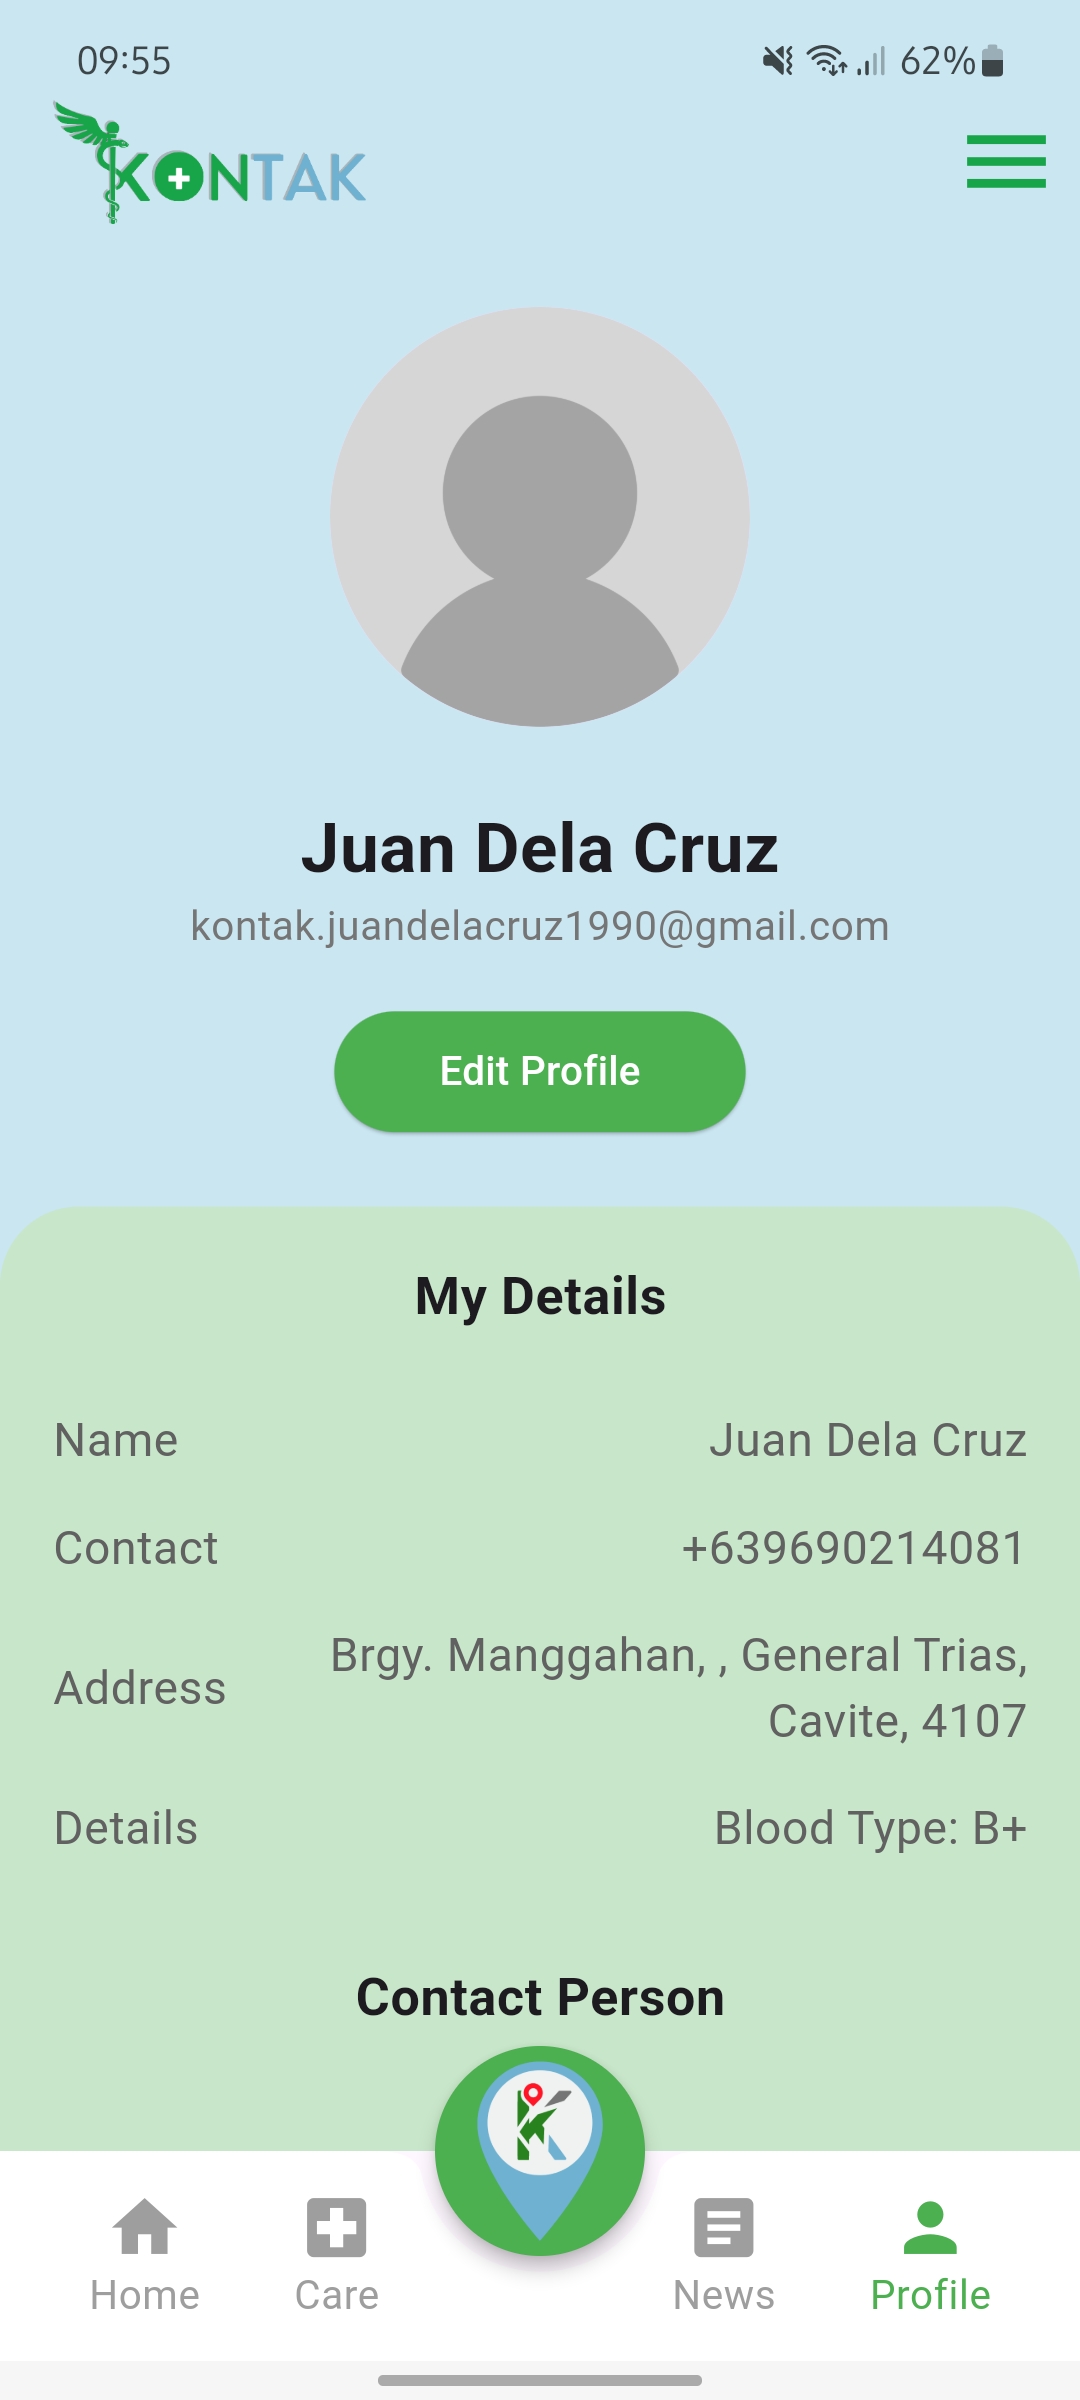 09:55
62%
KONTAK
Juan Dela Cruz
kontak.juandelacruz1990@gmail.com
Edit Profile
My Details
Name
Juan Dela Cruz
Contact
+639690214081
Address
Brgy. Manggahan, , General Trias,
Cavite, 4107
Details
Blood Type: B+
Contact Person
K
Home
Care
News
Profile